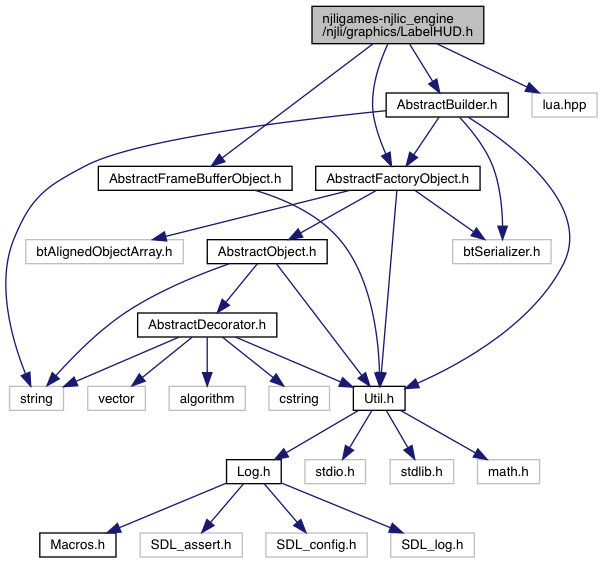 njligames-njlic_engine
/njli/graphics/LabelHUD.h
AbstractBuilder.h
lua.hpp
AbstractFrameBufferObject.h
AbstractFactoryObject.h
btAlignedObjectArray.h
AbstractObject.h
btSerializer.h
AbstractDecorator.h
string
vector
algorithm
cstring
Util.h
Log.h
stdio.h
stdlib.h
math.h
Macros.h
SDL_assert.h
SDL_config.h
SDL_log.h